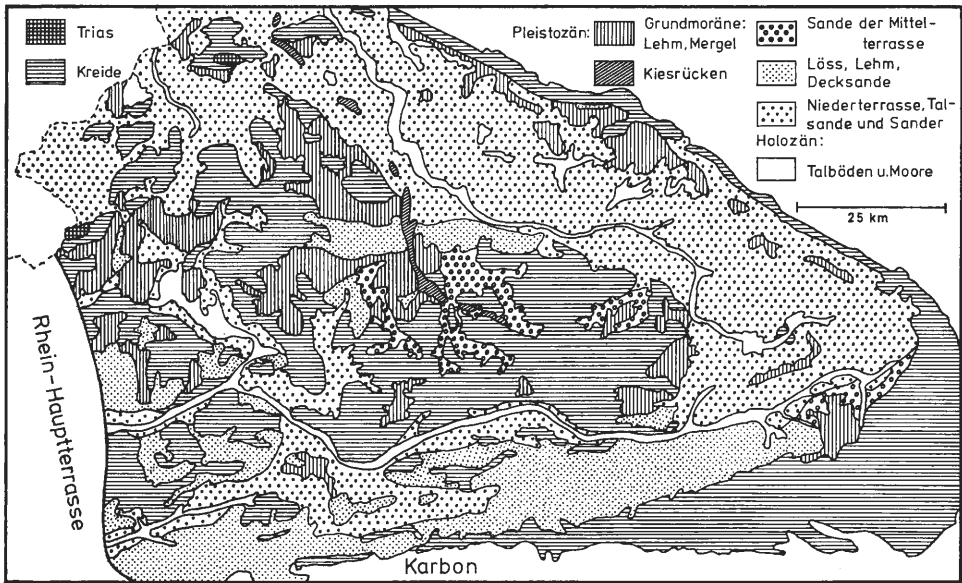 Trias
Kreide
Pleistozän:
Grundmoräne:
Lehm, Mergel
Kiesrücken
Sande der Mittel-
terrasse
Löss, Lehm,
Decksande
Niederterrasse, Tal-
sande und Sander
Holozän:
Talböden u. Moore
25 km
Rhein-Hauptterrasse
Karbon